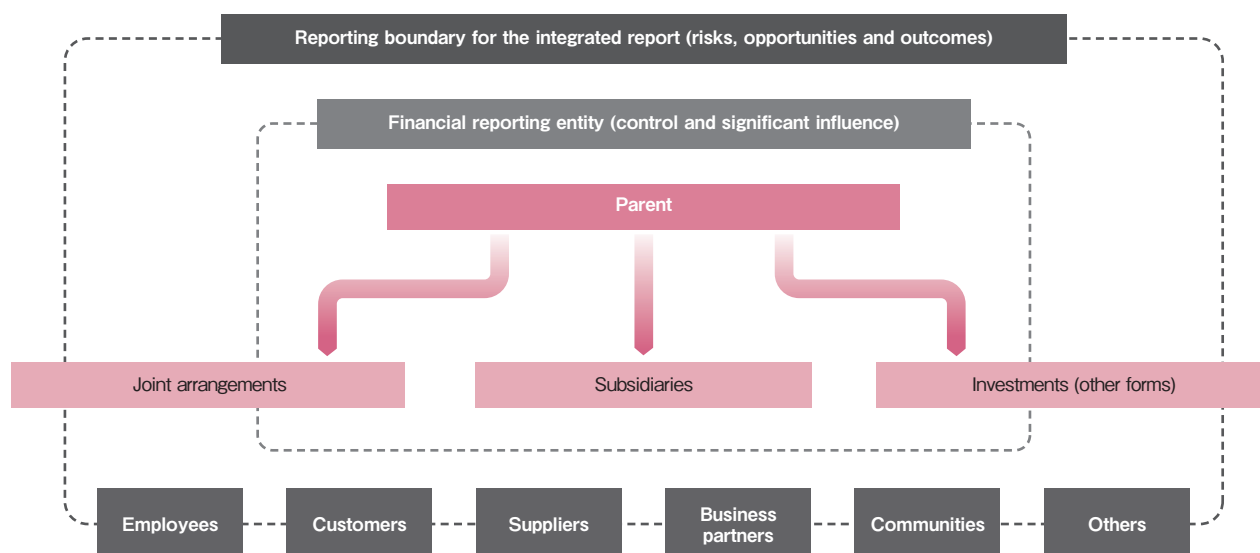 Reporting boundary for the integrated report (risks, opportunities and outcomes)
Financial reporting entity (control and significant influence)
Parent
Joint arrangements
Subsidiaries
Investments (other forms)
Employees
Customers
Suppliers
Business
partners
Communities
Others